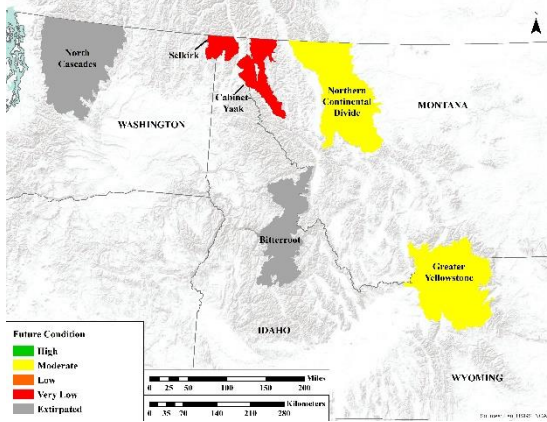 North
Cascades
Selkirk
Cabinet-
Yaak
Northern
Continental
Divide
MONTANA
WASHINGTON
Bitterroot
Greater
Yellowstone
IDAHO
WYOMING
N
Future Condition
High
Moderate
Low
Very Low
Extirpated
Miles
0 25 50 100 150 200
Kilometers
0 35 70 140 210 280